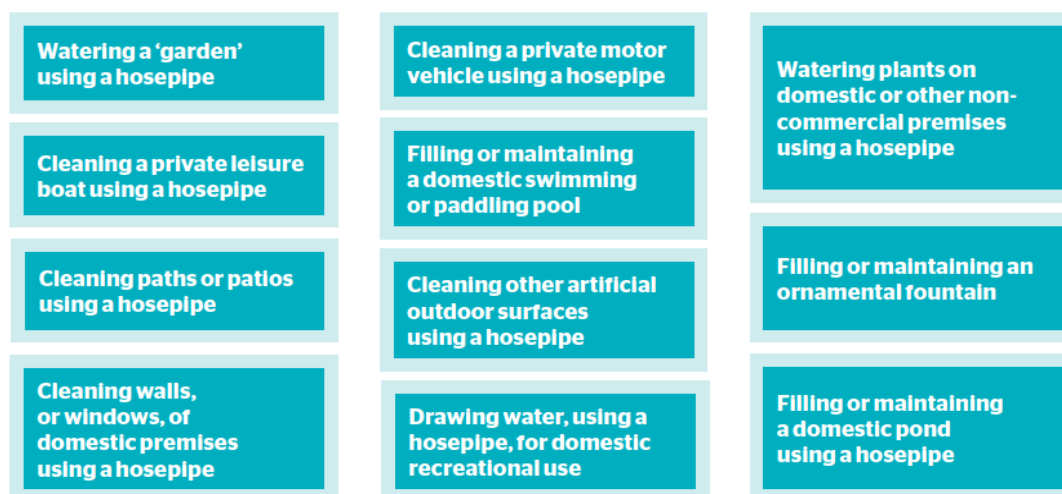 Watering a ‘garden’
using a hosepipe
Cleaning a private leisure
boat using a hosepipe
Cleaning paths or patios
using a hosepipe
Cleaning walls,
or windows, of
domestic premises
using a hosepipe
Cleaning a private motor
vehicle using a hosepipe
Filling or maintaining
a domestic swimming
or paddling pool
Cleaning other artificial
outdoor surfaces
using a hosepipe
Drawing water, using a
hosepipe, for domestic
recreational use
Watering plants on
domestic or other non-
commercial premises
using a hosepipe
Filling or maintaining an
ornamental fountain
Filling or maintaining
a domestic pond
using a hosepipe